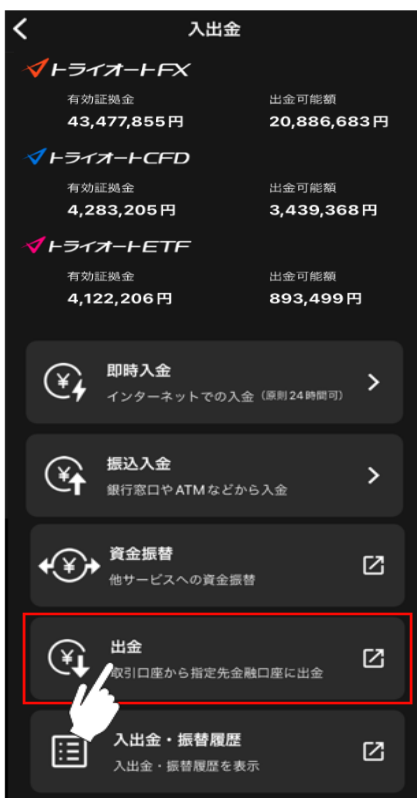 入出金
トライオートFX
有効証拠金 出金可能額
43,477,855円 20,886,683円
トライオートCFD
有効証拠金 出金可能額
4,283,205円 3,439,368円
トライオートETF
有効証拠金 出金可能額
4,122,206円 893,499円
即時入金
インターネットでの入金（原則24時間可）
振込入金
銀行窓口やATMなどから入金
資金振替
他サービスへの資金振替
出金
取引口座から指定先金融口座に出金
入出金・振替履歴
入出金・振替履歴を表示